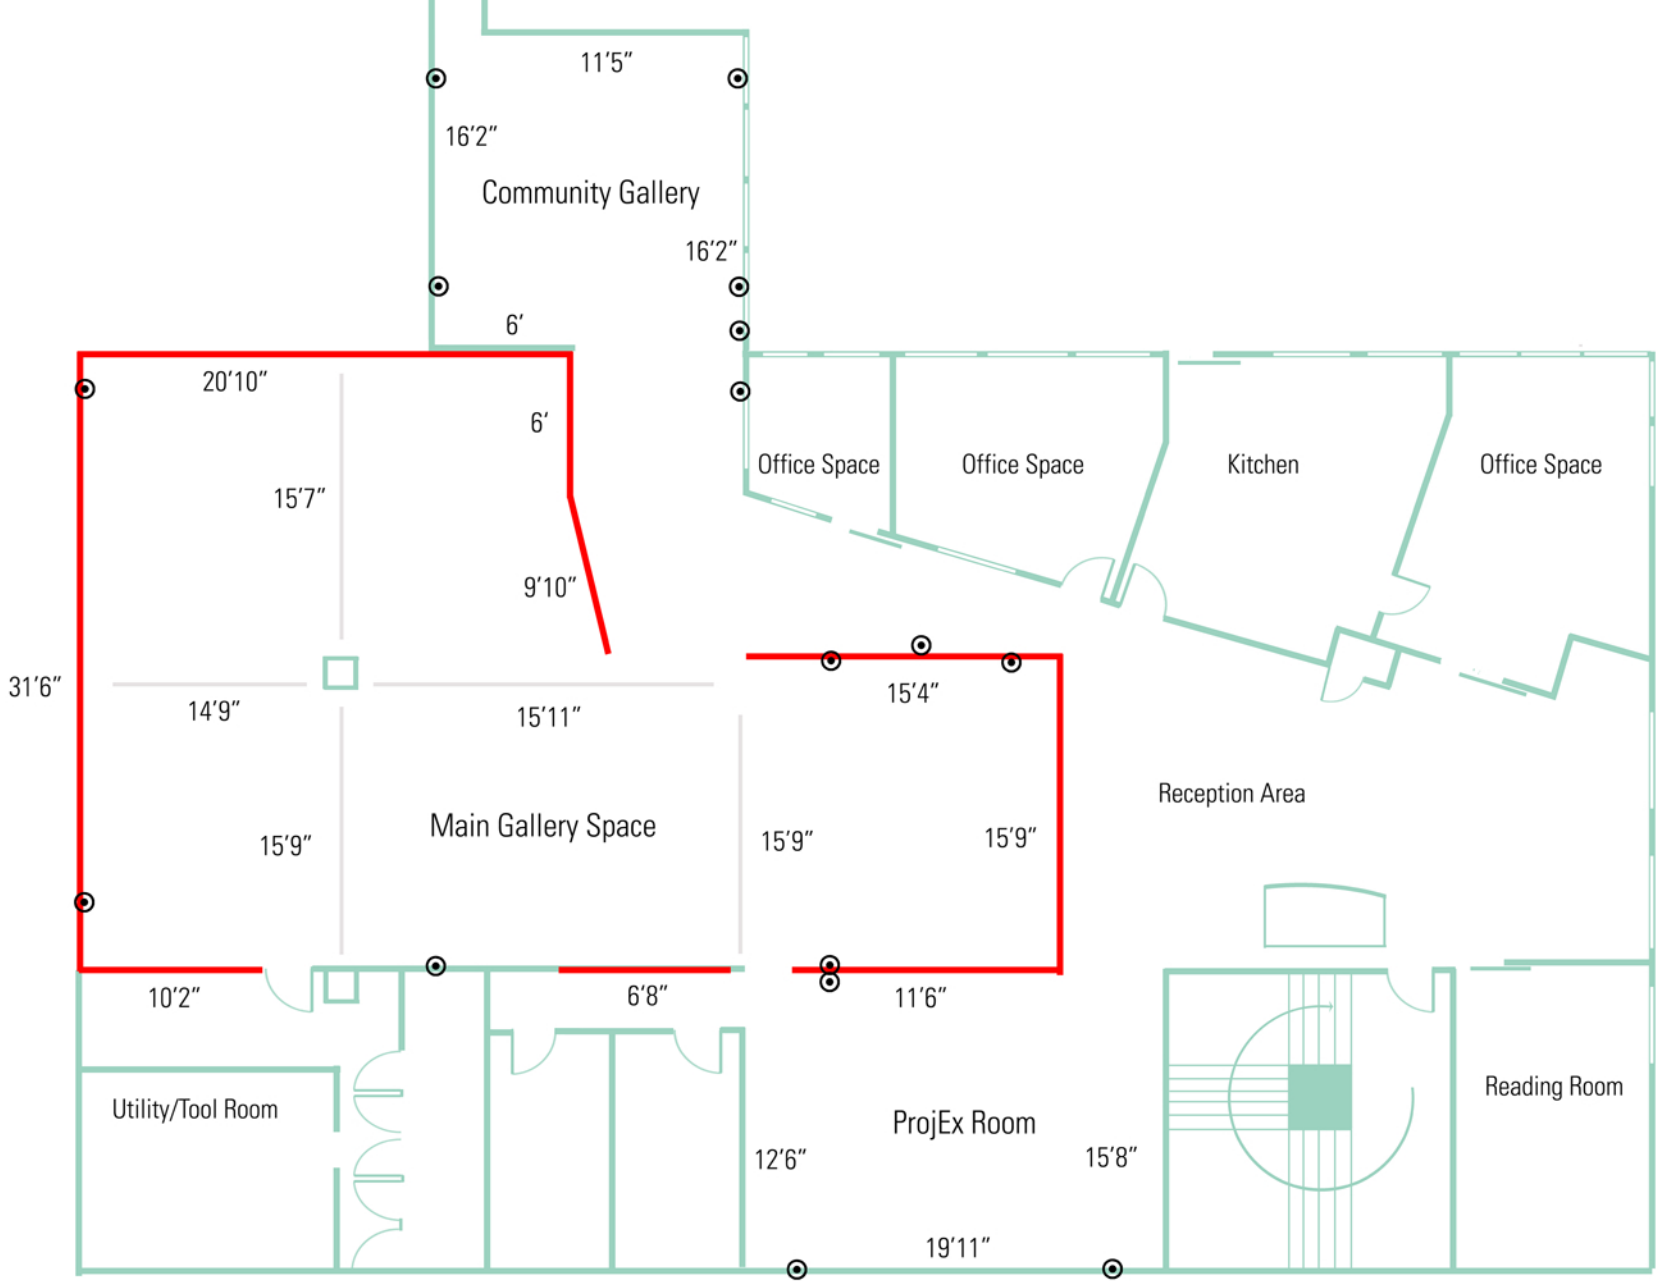 11’5”
16’2”
Community Gallery
16’2”
6’
20’10”
6‘
15’7”
Office Space
Office Space
Kitchen
Office Space
9’10”
31’6”
14’9”
15’11”
15’4”
Reception Area
Main Gallery Space
15’9”
15’9”
15’9”
10’2”
6’8”
11’6”
Utility/Tool Room
ProjEx Room
Reading Room
12’6”
15’8”
19’11”